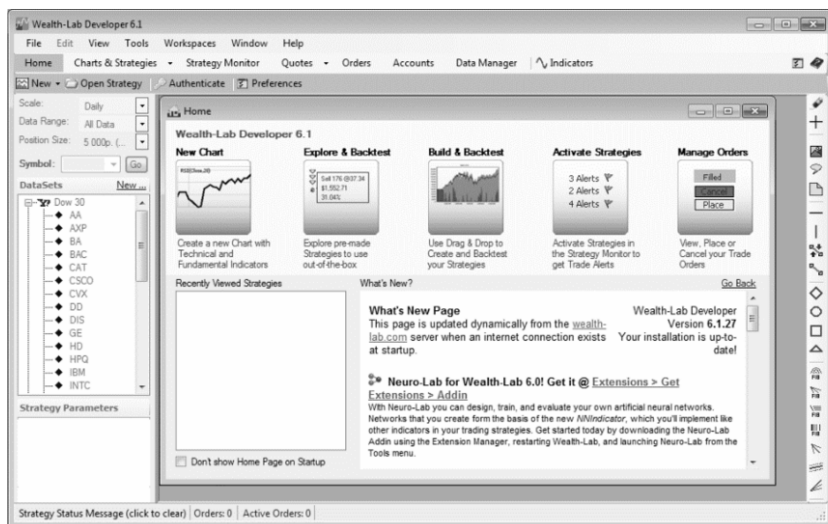 Wealth-Lab Developer 6.1
File Edit View Tools Workspaces Window Help
Home Charts & Strategies Strategy Monitor Quotes Orders Accounts Data Manager Indicators
New Open Strategy Authenticate Preferences
Scale: Daily
Data Range: All Data
Position Size: 5 000p. (...
Symbol: Go
DataSets New...
Dow 30
AA
AXP
BA
BAC
CAT
CSCO
CVX
DD
DIS
GE
HD
HPQ
IBM
INTC
Strategy Parameters
Home
Wealth-Lab Developer 6.1
New Chart
Create a new Chart with
Technical and
Fundamental Indicators
Explore & Backtest
Sell 176 @37.34
$1,552.71
31.04%
Explore pre-made
Strategies to use
out-of-the-box
Build & Backtest
Use Drag & Drop to
Create and Backtest
your Strategies
Activate Strategies
3 Alerts
2 Alerts
4 Alerts
Activate Strategies in
the Strategy Monitor to
get Trade Alerts
Manage Orders
Filled
Cancel
Place
View, Place or
Cancel your Trade
Orders
Recently Viewed Strategies
Don't show Home Page on Startup
What's New? Go Back
What's New Page
This page is updated dynamically from the wealth-
lab.com server when an internet connection exists
at startup.
Wealth-Lab Developer
Version 6.1.27
Your installation is up-to-
date!
Neuro-Lab for Wealth-Lab 6.0! Get it @ Extensions > Get
Extensions > Addin
With Neuro-Lab you can design, train, and evaluate your own artificial neural networks.
Networks that you create form the basis of the new NNIndicator, which you'll implement like
other indicators in your trading strategies. Get started today by downloading the Neuro-Lab
Addin using the Extension Manager, restarting Wealth-Lab, and launching Neuro-Lab from the
Tools menu.
Strategy Status Message (click to clear) Orders: 0 Active Orders: 0